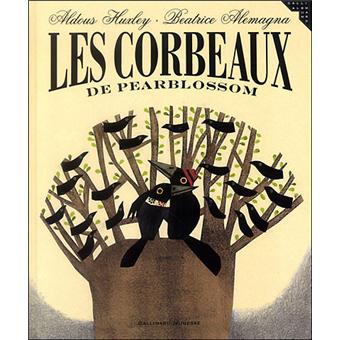 Aldous Huxley · Beatrice Alemagna
LES CORBEAUX
DE PEARBLOSSOM
GALLIMARD JEUNESSE